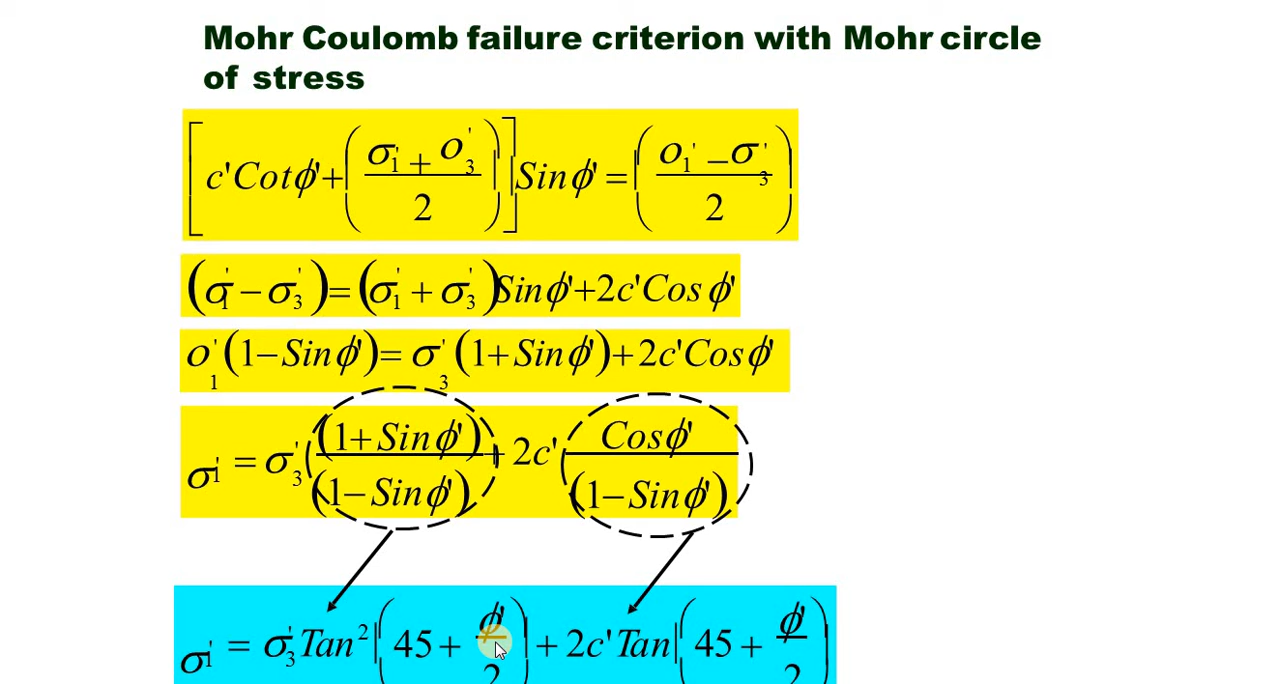 Mohr Coulomb failure criterion with Mohr circle
of stress
[c'Cotφ'+((σ₁'+σ₃')/2)]Sinφ'=((σ₁'−σ₃')/2)
(σ₁'−σ₃')=(σ₁'+σ₃')Sinφ'+2c'Cosφ'
σ₁'(1−Sinφ')=σ₃'(1+Sinφ')+2c'Cosφ'
σ₁'=σ₃'((1+Sinφ')/(1−Sinφ'))+2c'(Cosφ'/(1−Sinφ'))
σ₁'=σ₃'Tan²(45+φ'/2)+2c'Tan(45+φ'/2)